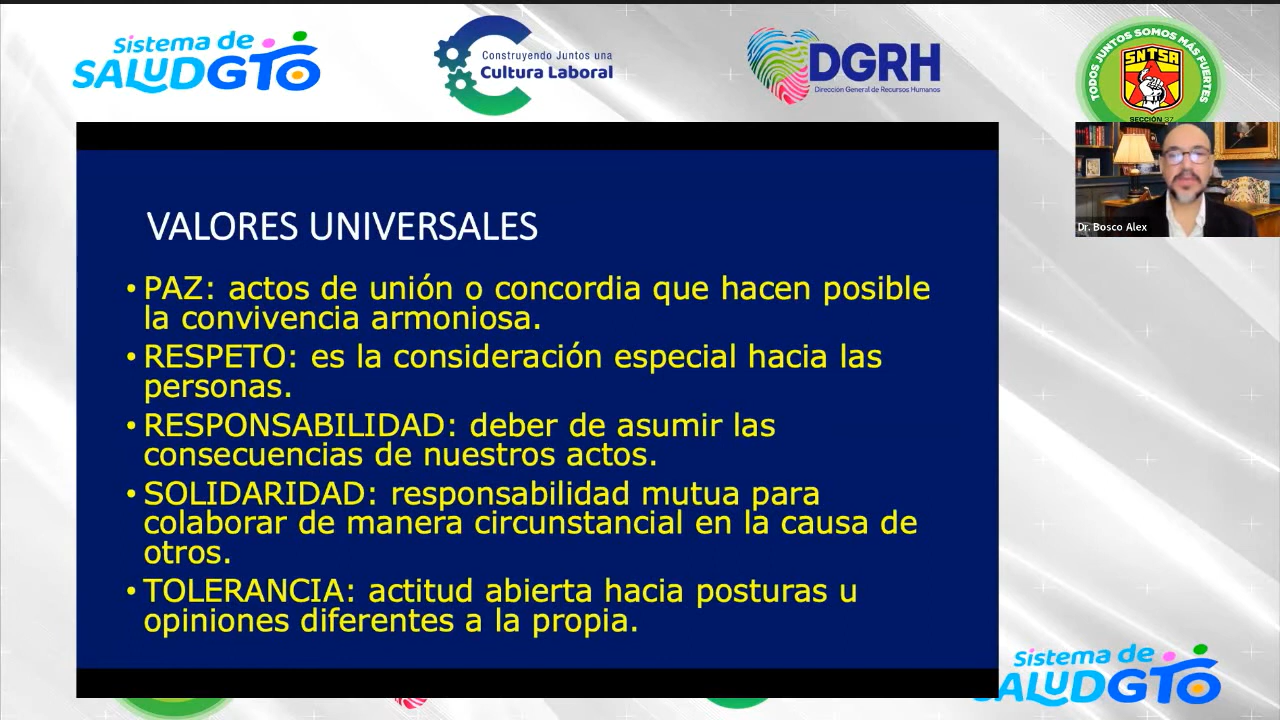 Sistema de
SALUDGTO
Construyendo Juntos una
Cultura Laboral
DGRH
Dirección General de Recursos Humanos
TODOS JUNTOS SOMOS MÁS FUERTES
SNTSA
SECCIÓN 37
Dr. Bosco Alex
VALORES UNIVERSALES
• PAZ: actos de unión o concordia que hacen posible
la convivencia armoniosa.
• RESPETO: es la consideración especial hacia las
personas.
• RESPONSABILIDAD: deber de asumir las
consecuencias de nuestros actos.
• SOLIDARIDAD: responsabilidad mutua para
colaborar de manera circunstancial en la causa de
otros.
• TOLERANCIA: actitud abierta hacia posturas u
opiniones diferentes a la propia.
Sistema de
SALUDGTO